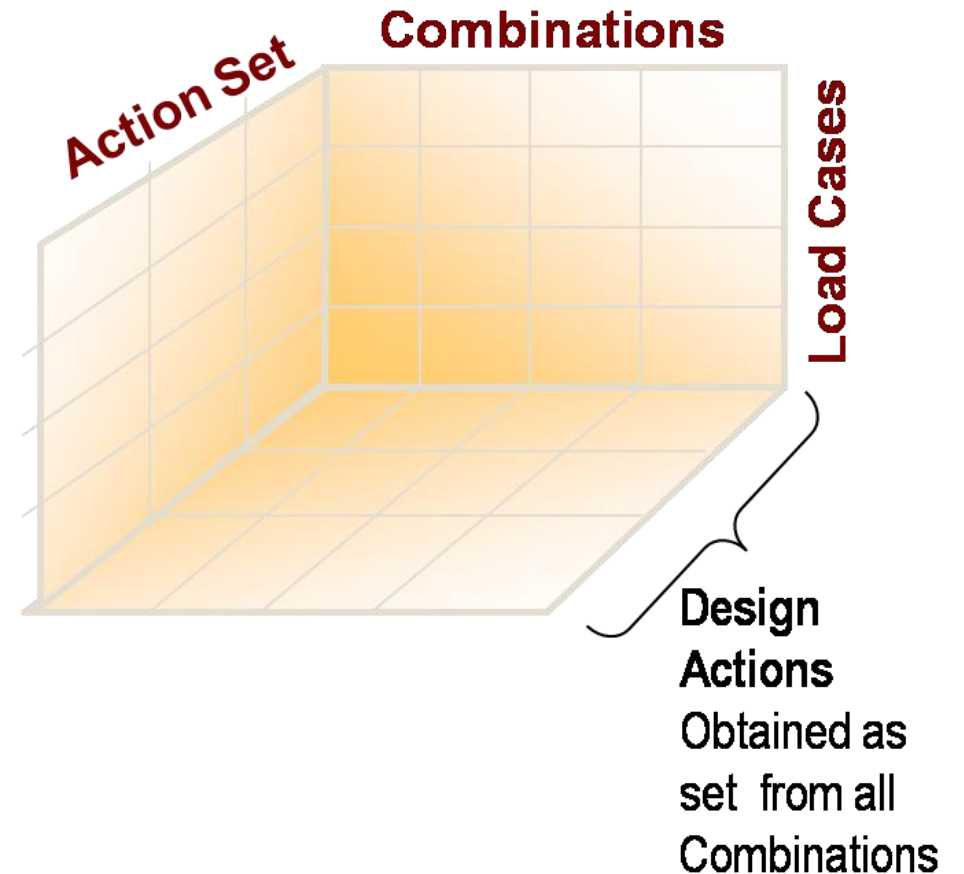 Combinations
Action Set
Load Cases
Design
Actions
Obtained as
set from all
Combinations